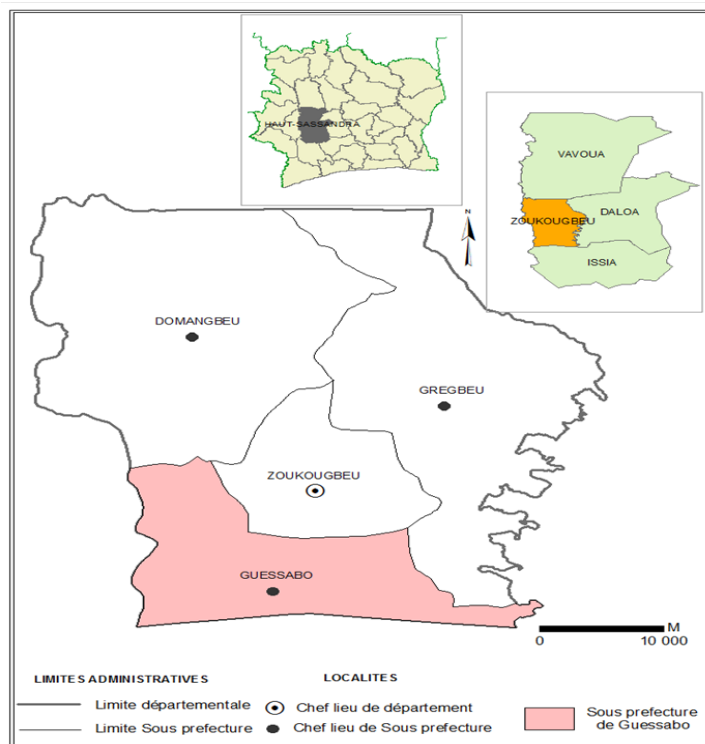 HAUT-SASSANDRA
VAVOUA
DALOA
ZOUKOUGBEU
ISSIA
N
DOMANGBEU
GREGBEU
ZOUKOUGBEU
GUESSABO
M
0 10 000
LIMITES ADMINISTRATIVES
Limite départementale
Limite Sous prefecture
LOCALITES
Chef lieu de département
Chef lieu de Sous prefecture
Sous prefecture
de Guessabo